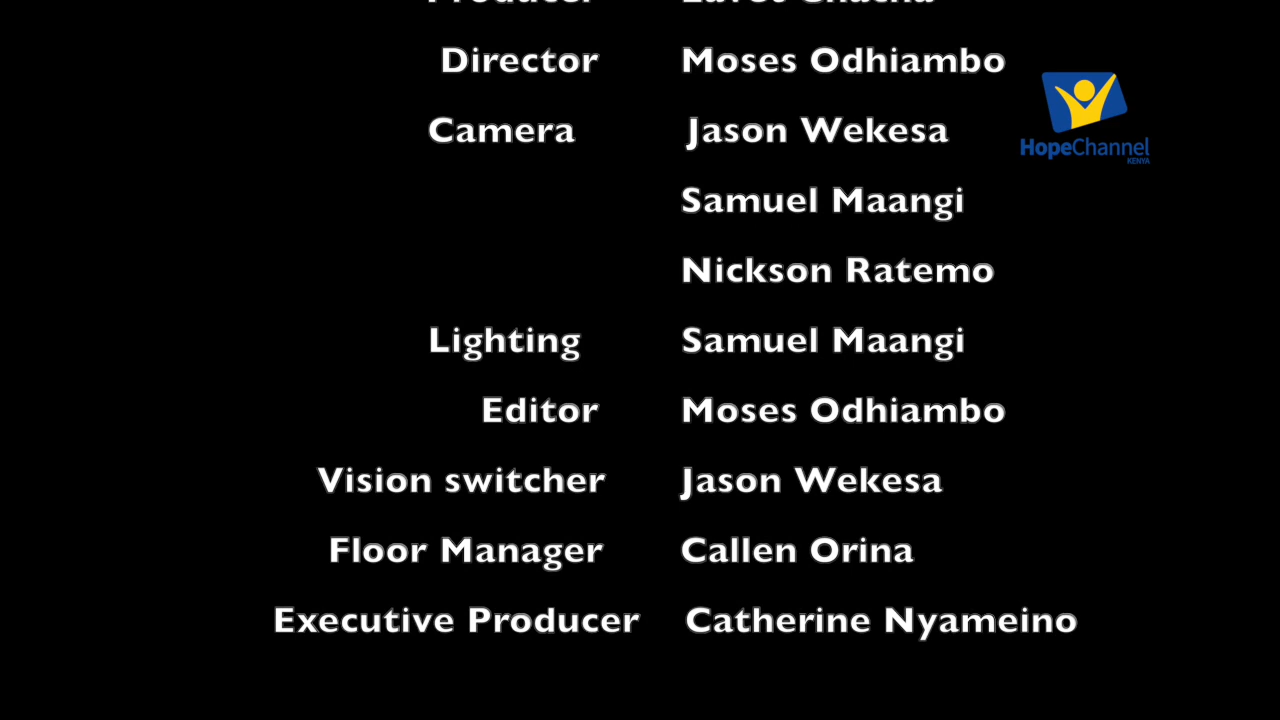 Producer
Director Moses Odhiambo
Camera Jason Wekesa
HopeChannel
KENYA
Samuel Maangi
Nickson Ratemo
Lighting Samuel Maangi
Editor Moses Odhiambo
Vision switcher Jason Wekesa
Floor Manager Callen Orina
Executive Producer Catherine Nyameino